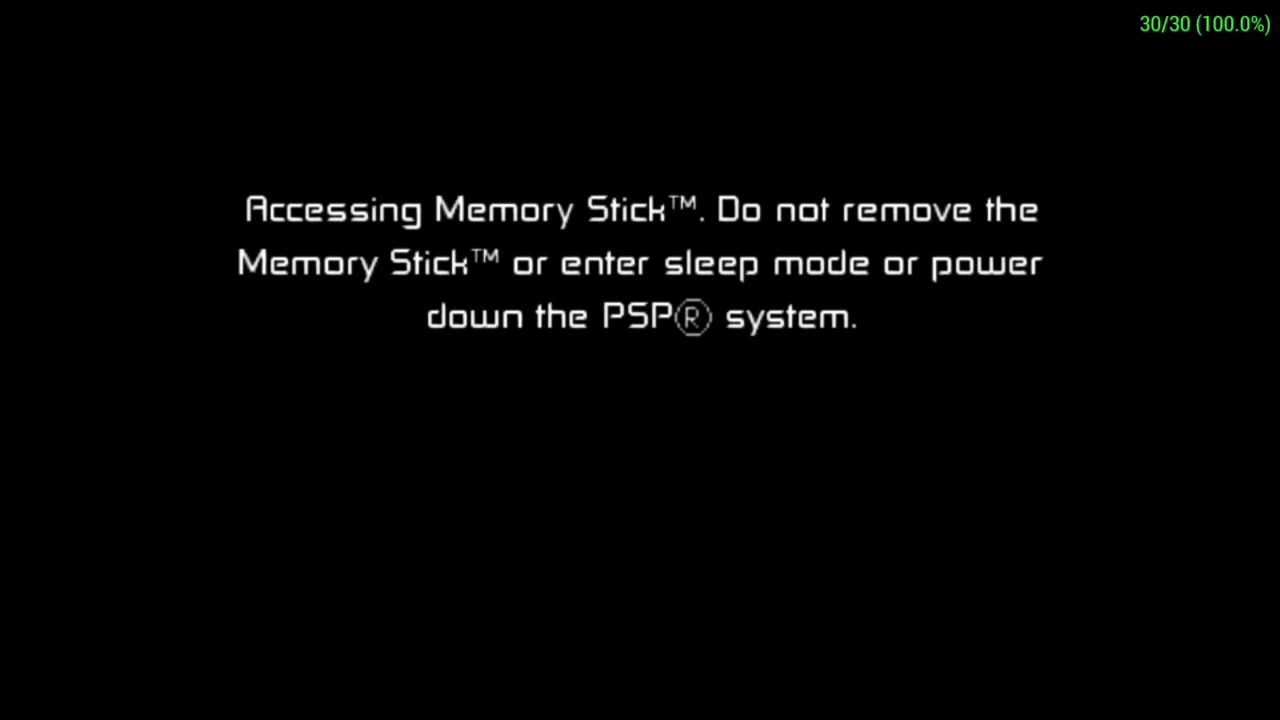 30/30 (100.0%)
Accessing Memory Stick™. Do not remove the
Memory Stick™ or enter sleep mode or power
down the PSP® system.